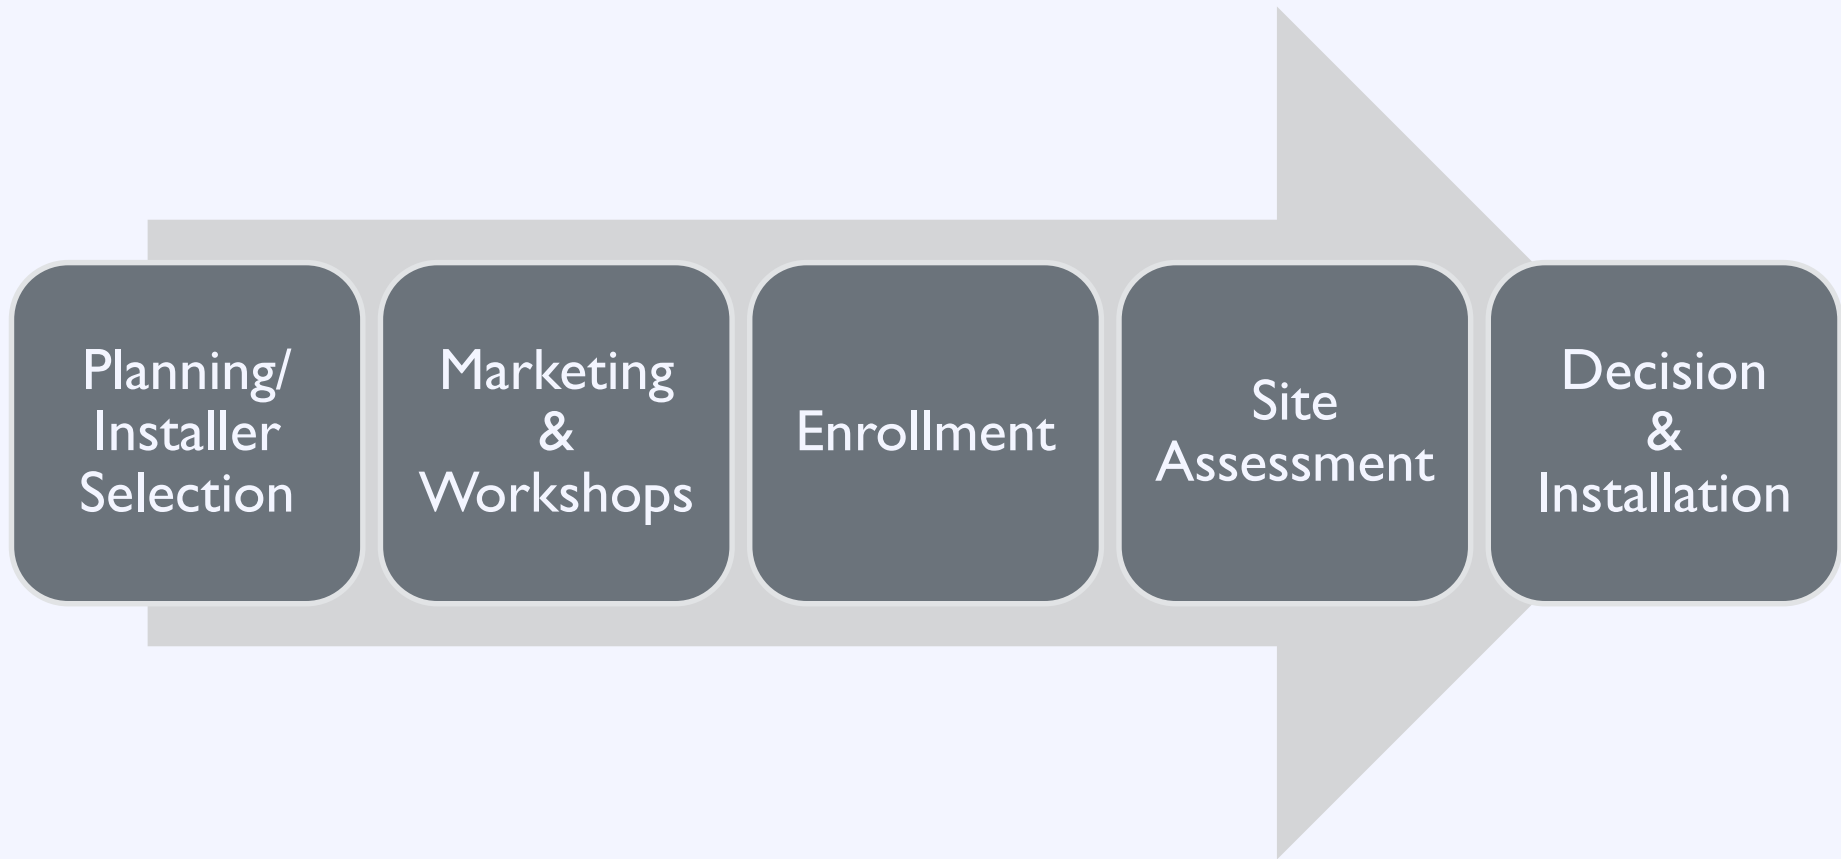 Planning/
Installer
Selection
Marketing
&
Workshops
Enrollment
Site
Assessment
Decision
&
Installation